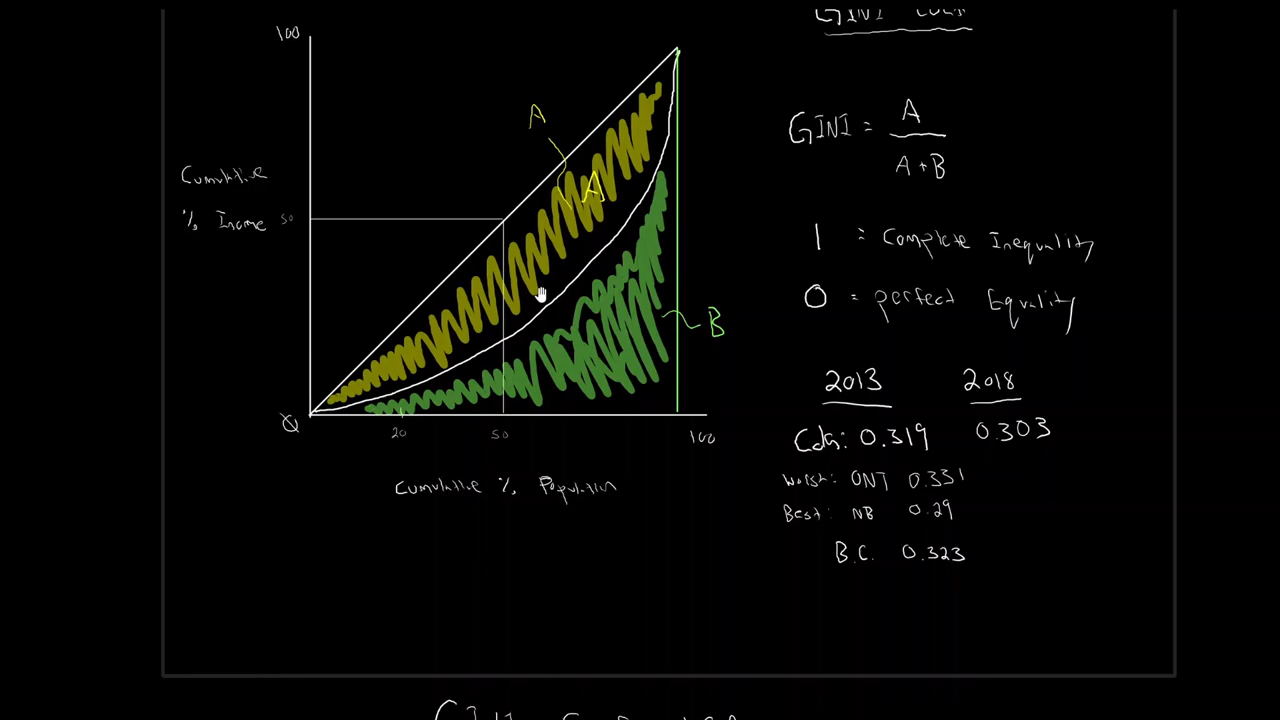 100
A
A
Cumulative
% Income 50
B
0
20 50 100
Cumulative % Population
GINI
GINI = A
A + B
1 = Complete Inequality
0 = perfect Equality
2013 2018
Cda: 0.319 0.303
Worst: ONT 0.331
Best: NB 0.29
B.C. 0.323